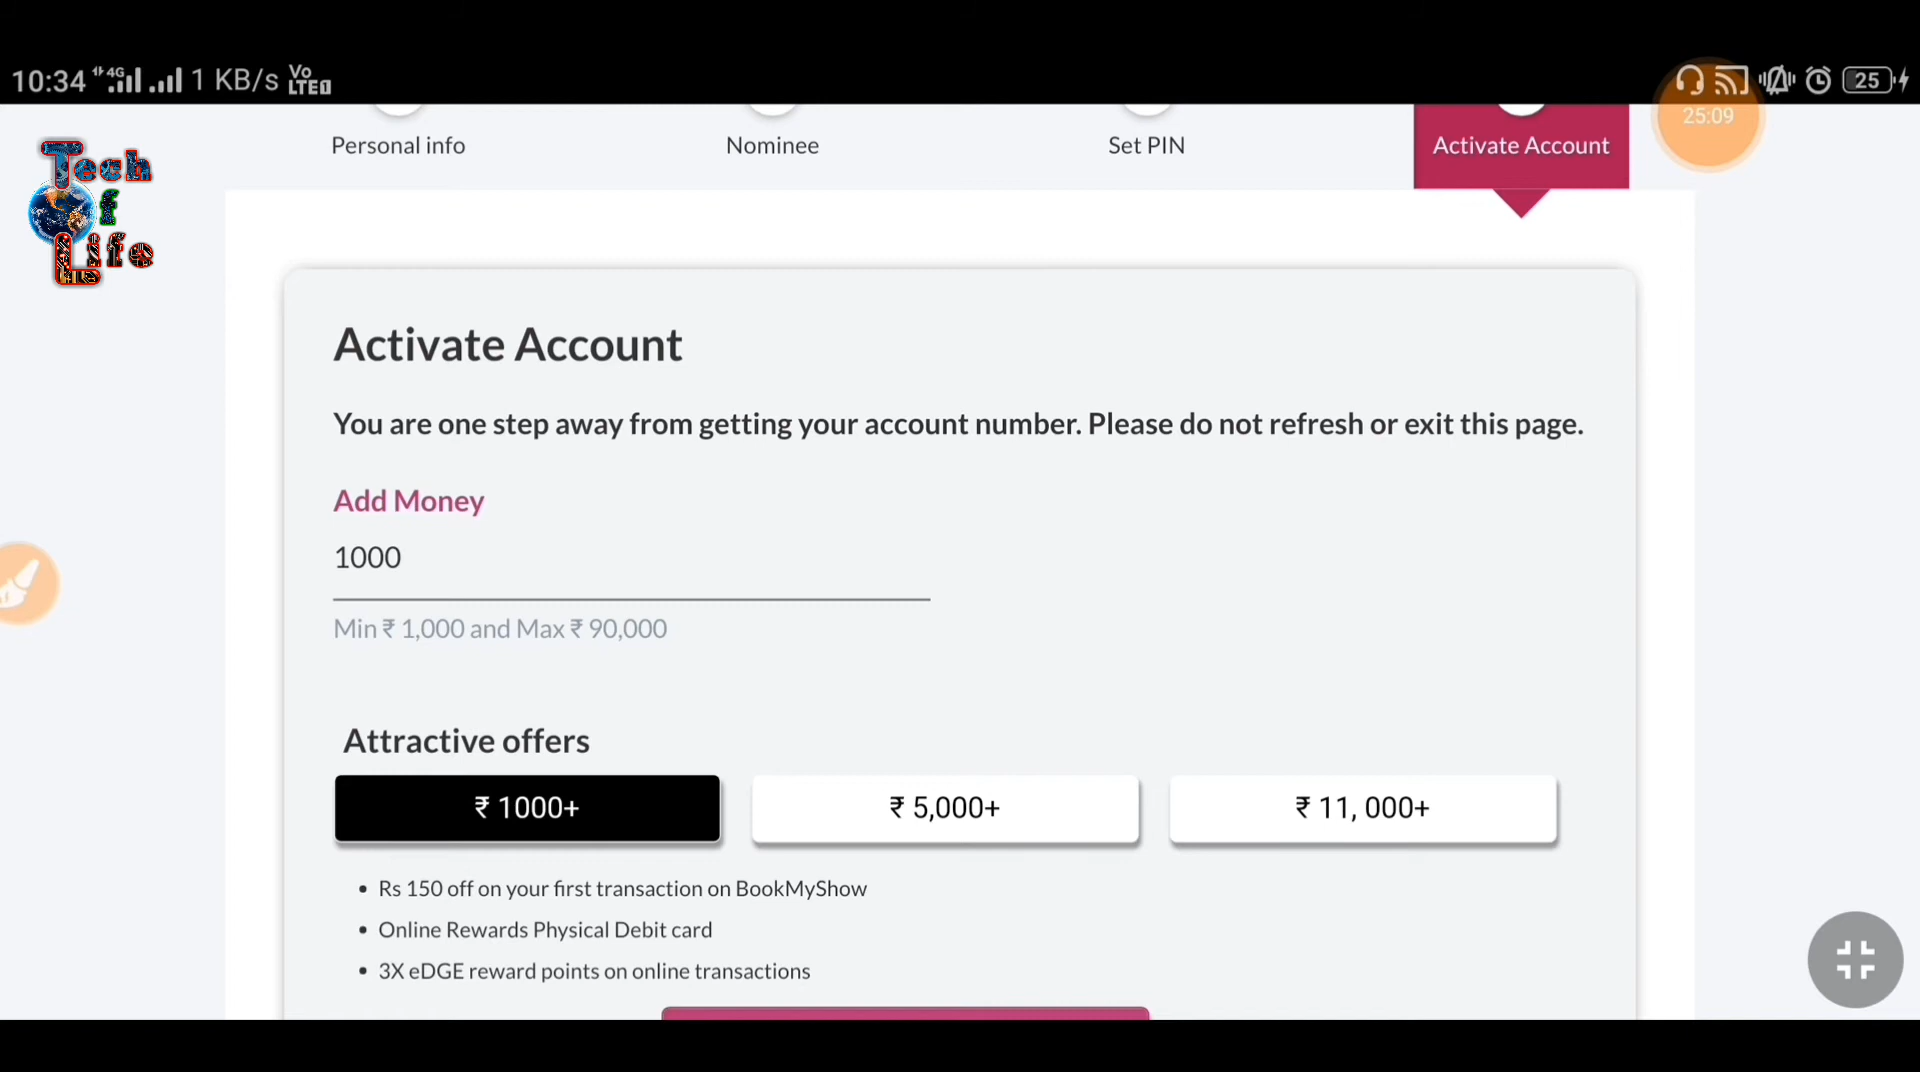 10:34 4G 1 KB/s Vo LTE 25
25:09
Personal info
Nominee
Set PIN
Activate Account
Tech
Of
Life
Activate Account
You are one step away from getting your account number. Please do not refresh or exit this page.
Add Money
1000
Min ₹ 1,000 and Max ₹ 90,000
Attractive offers
₹ 1000+
₹ 5,000+
₹ 11, 000+
• Rs 150 off on your first transaction on BookMyShow
• Online Rewards Physical Debit card
• 3X eDGE reward points on online transactions